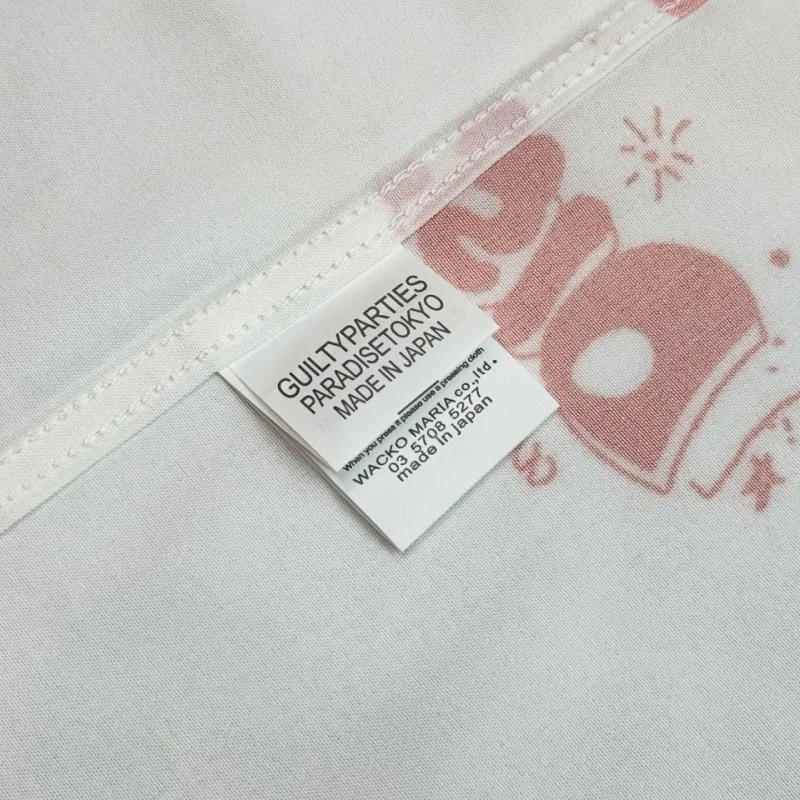 GUILTYPARTIES
PARADISETOKYO
MADE IN JAPAN
When you press it please use a pressing cloth
WACKO MARIA co.,ltd.
03 5708 5277
made in japan